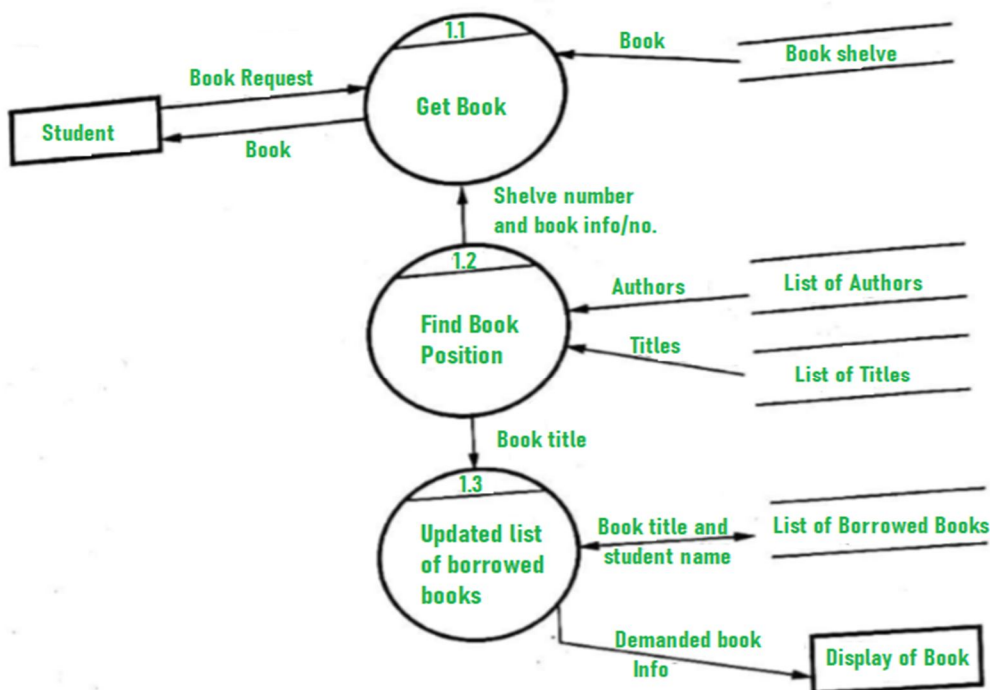 1.1
Get Book
Book
Book shelve
Book Request
Student
Book
Shelve number
and book info/no.
1.2
Find Book
Position
Authors
List of Authors
Titles
List of Titles
Book title
1.3
Updated list
of borrowed
books
Book title and
student name
List of Borrowed Books
Demanded book
Info
Display of Book